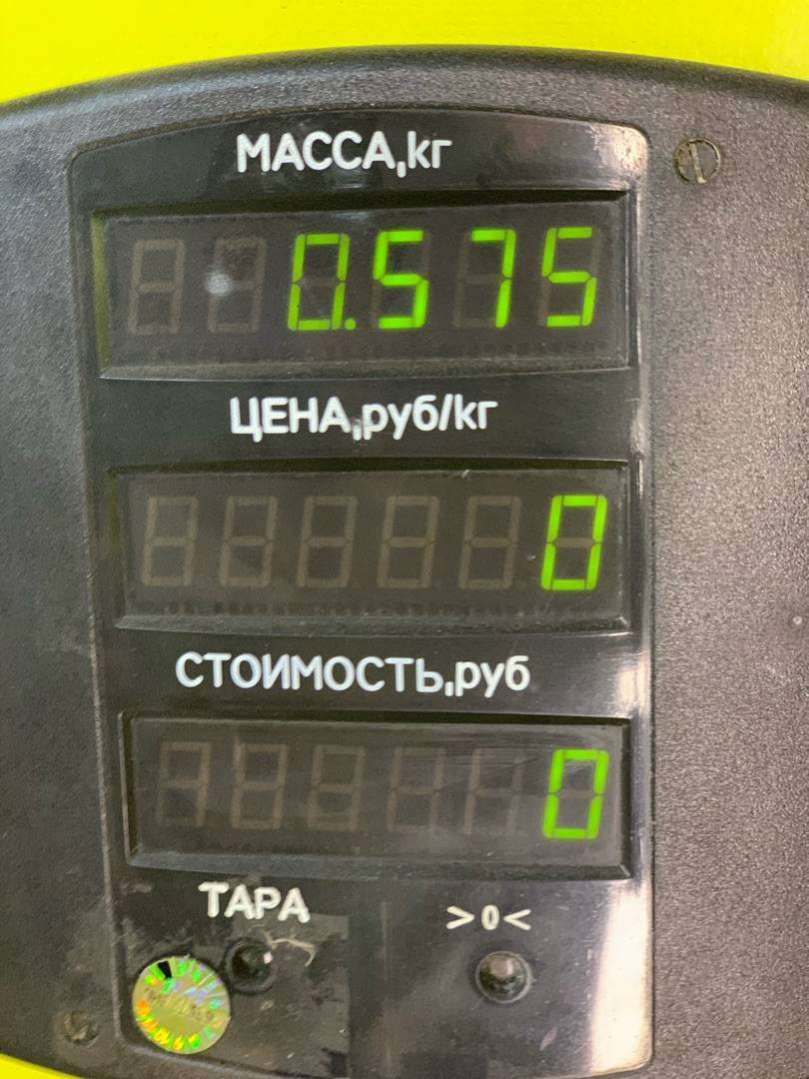 МАССА,кг
0.575
ЦЕНА,руб/кг
0
СТОИМОСТЬ,руб
0
ТАРА >0<